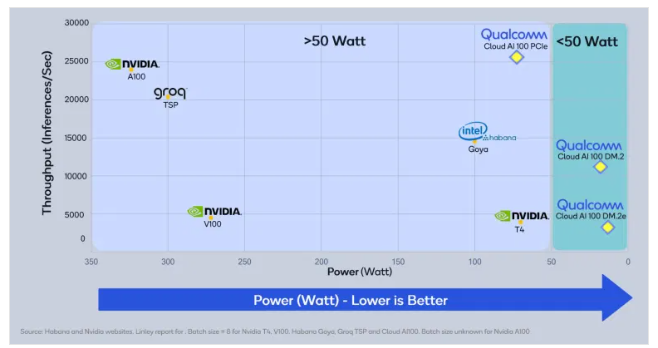 30000
>50 Watt
Qualcomm
Cloud AI 100 PCIe
<50 Watt
25000
NVIDIA.
A100
groq
TSP
20000
15000
intel
habana
Goya
Qualcomm
Cloud AI 100 DM.2
10000
Qualcomm
Cloud AI 100 DM.2e
5000
NVIDIA.
V100
NVIDIA.
T4
0
Throughput (Inferences/Sec)
350 300 250 200 150 100 50 0
Power (Watt)
Power (Watt) - Lower is Better
Source: Habana and Nvidia websites. Linley report for . Batch size = 8 for Nvidia T4, V100, Habana Goya, Groq TSP and Cloud AI100. Batch size unknown for Nvidia A100